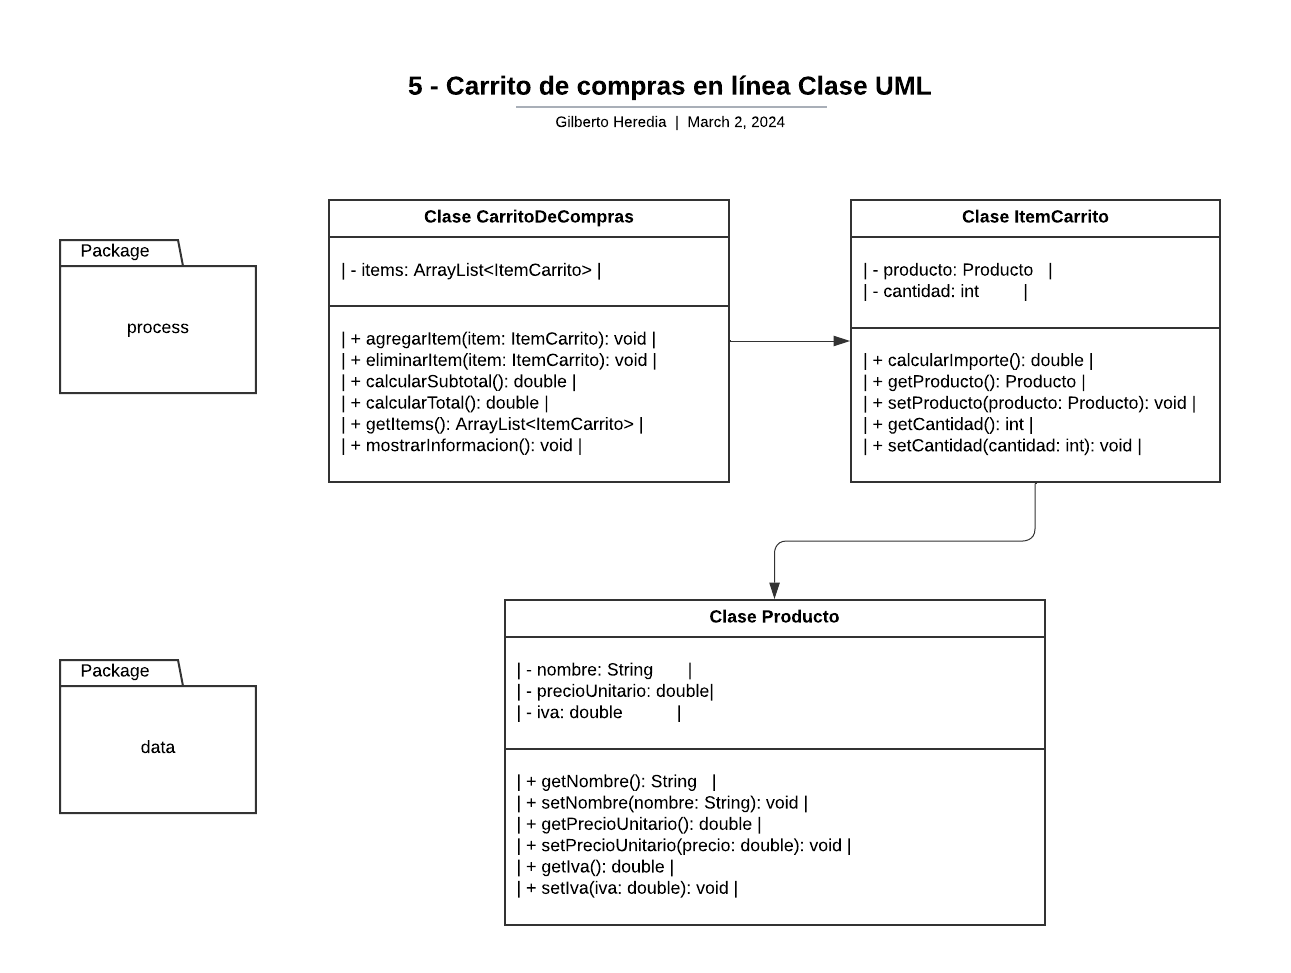 5 - Carrito de compras en línea Clase UML
Gilberto Heredia | March 2, 2024
Package
process
Clase CarritoDeCompras
| - items: ArrayList<ItemCarrito> |
| + agregarItem(item: ItemCarrito): void |
| + eliminarItem(item: ItemCarrito): void |
| + calcularSubtotal(): double |
| + calcularTotal(): double |
| + getItems(): ArrayList<ItemCarrito> |
| + mostrarInformacion(): void |
Clase ItemCarrito
| - producto: Producto |
| - cantidad: int |
| + calcularImporte(): double |
| + getProducto(): Producto |
| + setProducto(producto: Producto): void |
| + getCantidad(): int |
| + setCantidad(cantidad: int): void |
Package
data
Clase Producto
| - nombre: String |
| - precioUnitario: double|
| - iva: double |
| + getNombre(): String |
| + setNombre(nombre: String): void |
| + getPrecioUnitario(): double |
| + setPrecioUnitario(precio: double): void |
| + getIva(): double |
| + setIva(iva: double): void |